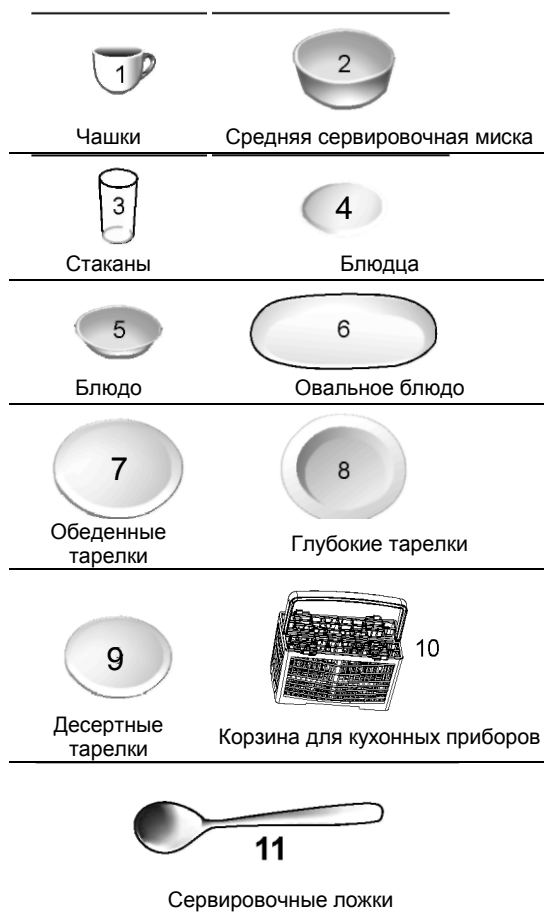 1
2
Чашки
Средняя сервировочная миска
3
4
Стаканы
Блюдца
5
6
Блюдо
Овальное блюдо
7
8
Обеденные
тарелки
Глубокие тарелки
9
10
Десертные
тарелки
Корзина для кухонных приборов
11
Сервировочные ложки